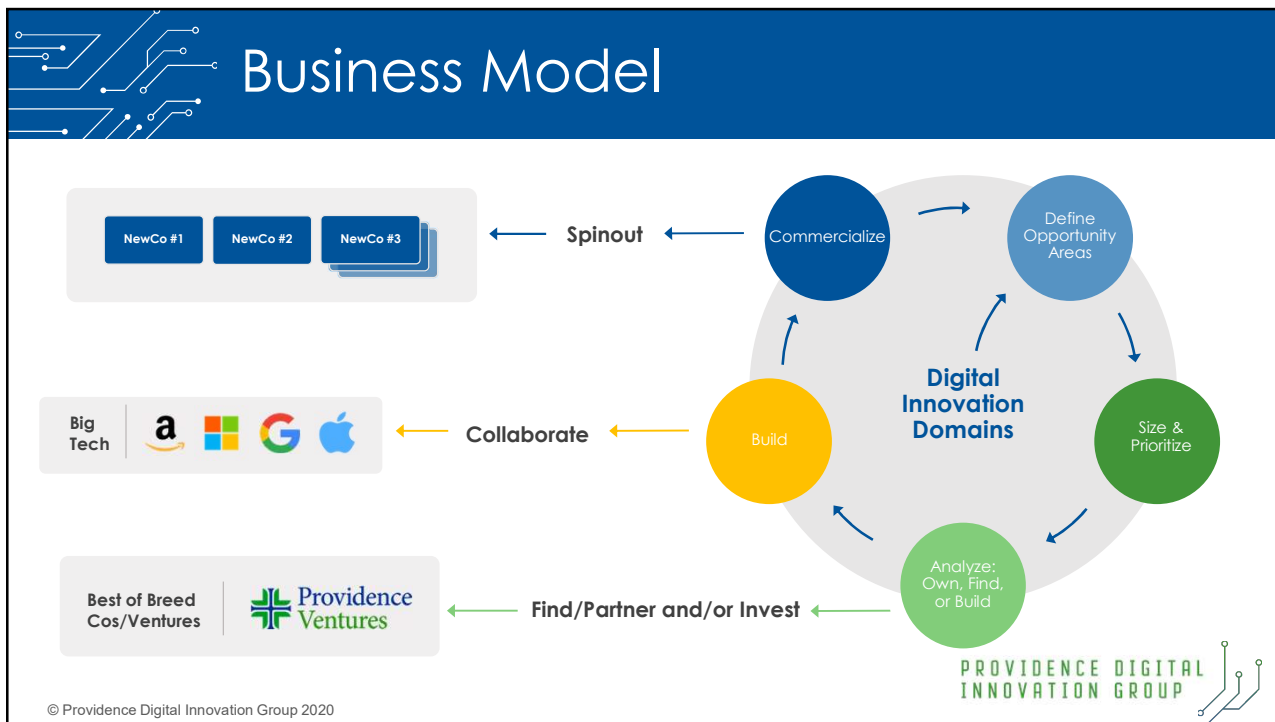 Business Model
NewCo #1
NewCo #2
NewCo #3
Spinout
Commercialize
Define
Opportunity
Areas
Big
Tech
a
G
Collaborate
Build
Digital
Innovation
Domains
Size &
Prioritize
Best of Breed
Cos/Ventures
Providence
Ventures
Find/Partner and/or Invest
Analyze:
Own, Find,
or Build
PROVIDENCE DIGITAL
INNOVATION GROUP
© Providence Digital Innovation Group 2020